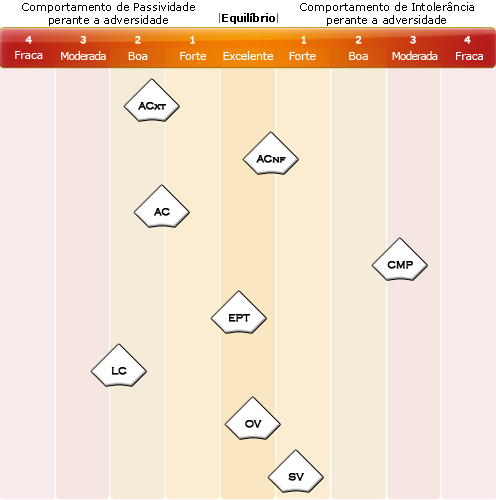 Comportamento de Passividade
perante a adversidade
|Equilíbrio|
Comportamento de Intolerância
perante a adversidade
4 3 2 1 1 2 3 4
Fraca Moderada Boa Forte Excelente Forte Boa Moderada Fraca
ACXT
ACNF
AC
CMP
EPT
LC
OV
SV